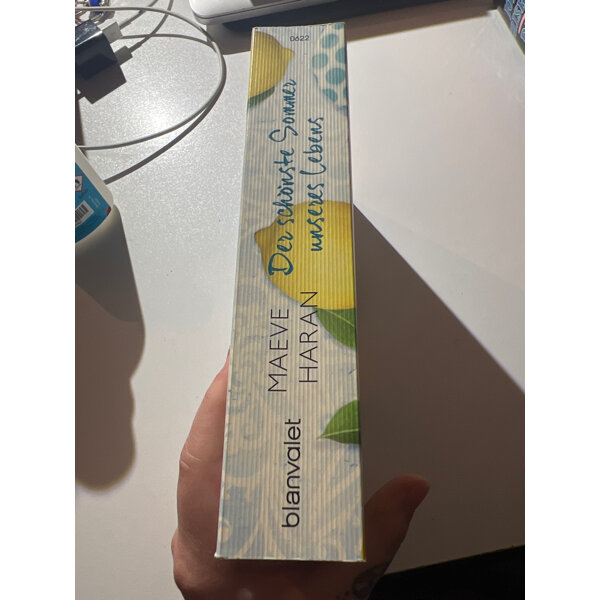 0622
Der schönste Sommer
unseres Lebens
MAEVE
HARAN
blanvalet